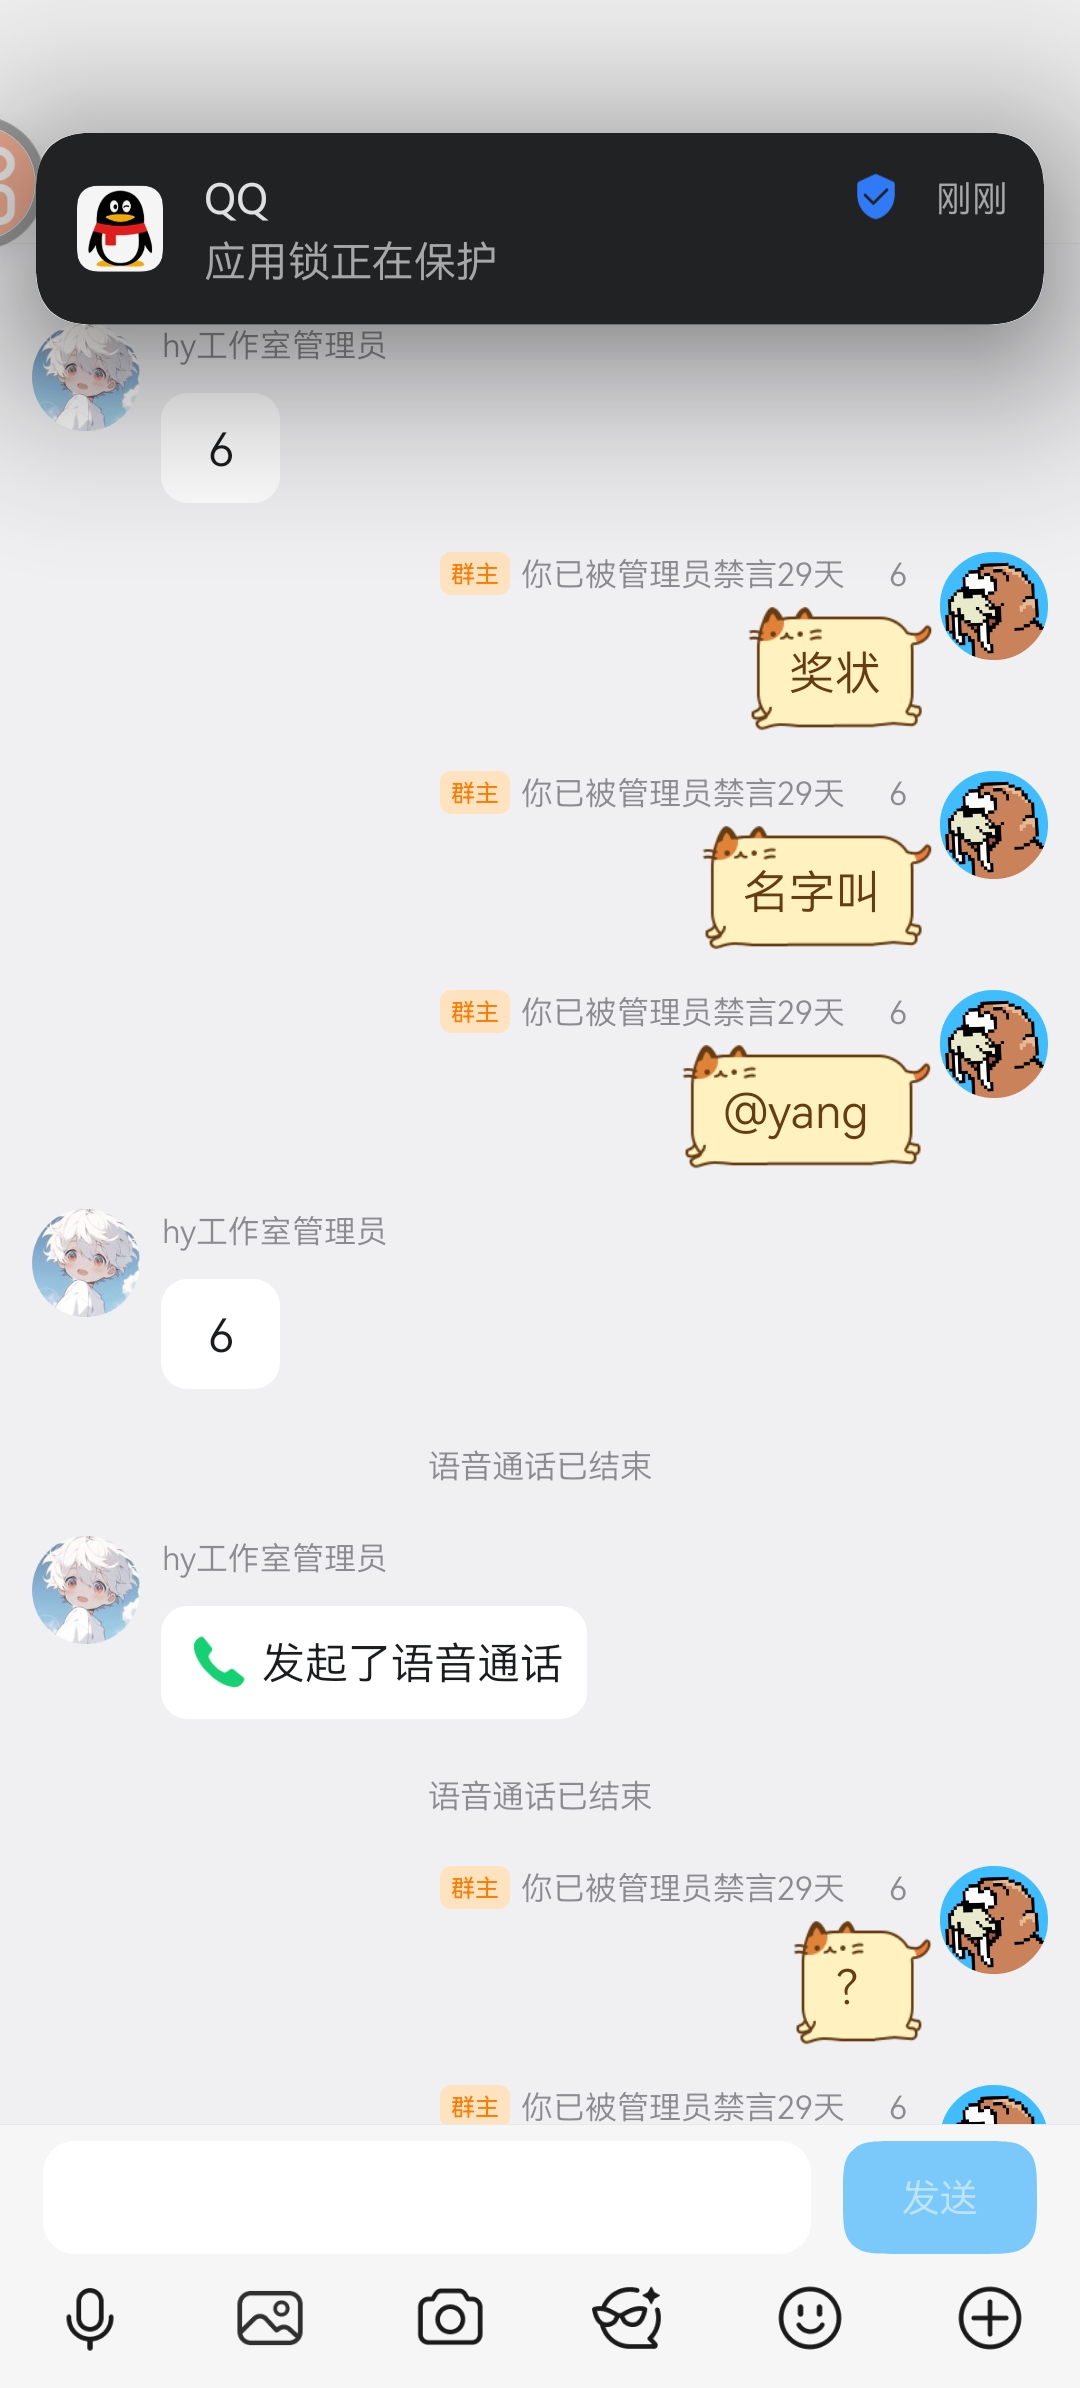 QQ
刚刚
应用锁正在保护
hy工作室管理员
6
群主 你已被管理员禁言29天 6
奖状
群主 你已被管理员禁言29天 6
名字叫
群主 你已被管理员禁言29天 6
@yang
hy工作室管理员
6
语音通话已结束
hy工作室管理员
发起了语音通话
语音通话已结束
群主 你已被管理员禁言29天 6
?
群主 你已被管理员禁言29天 6
发送